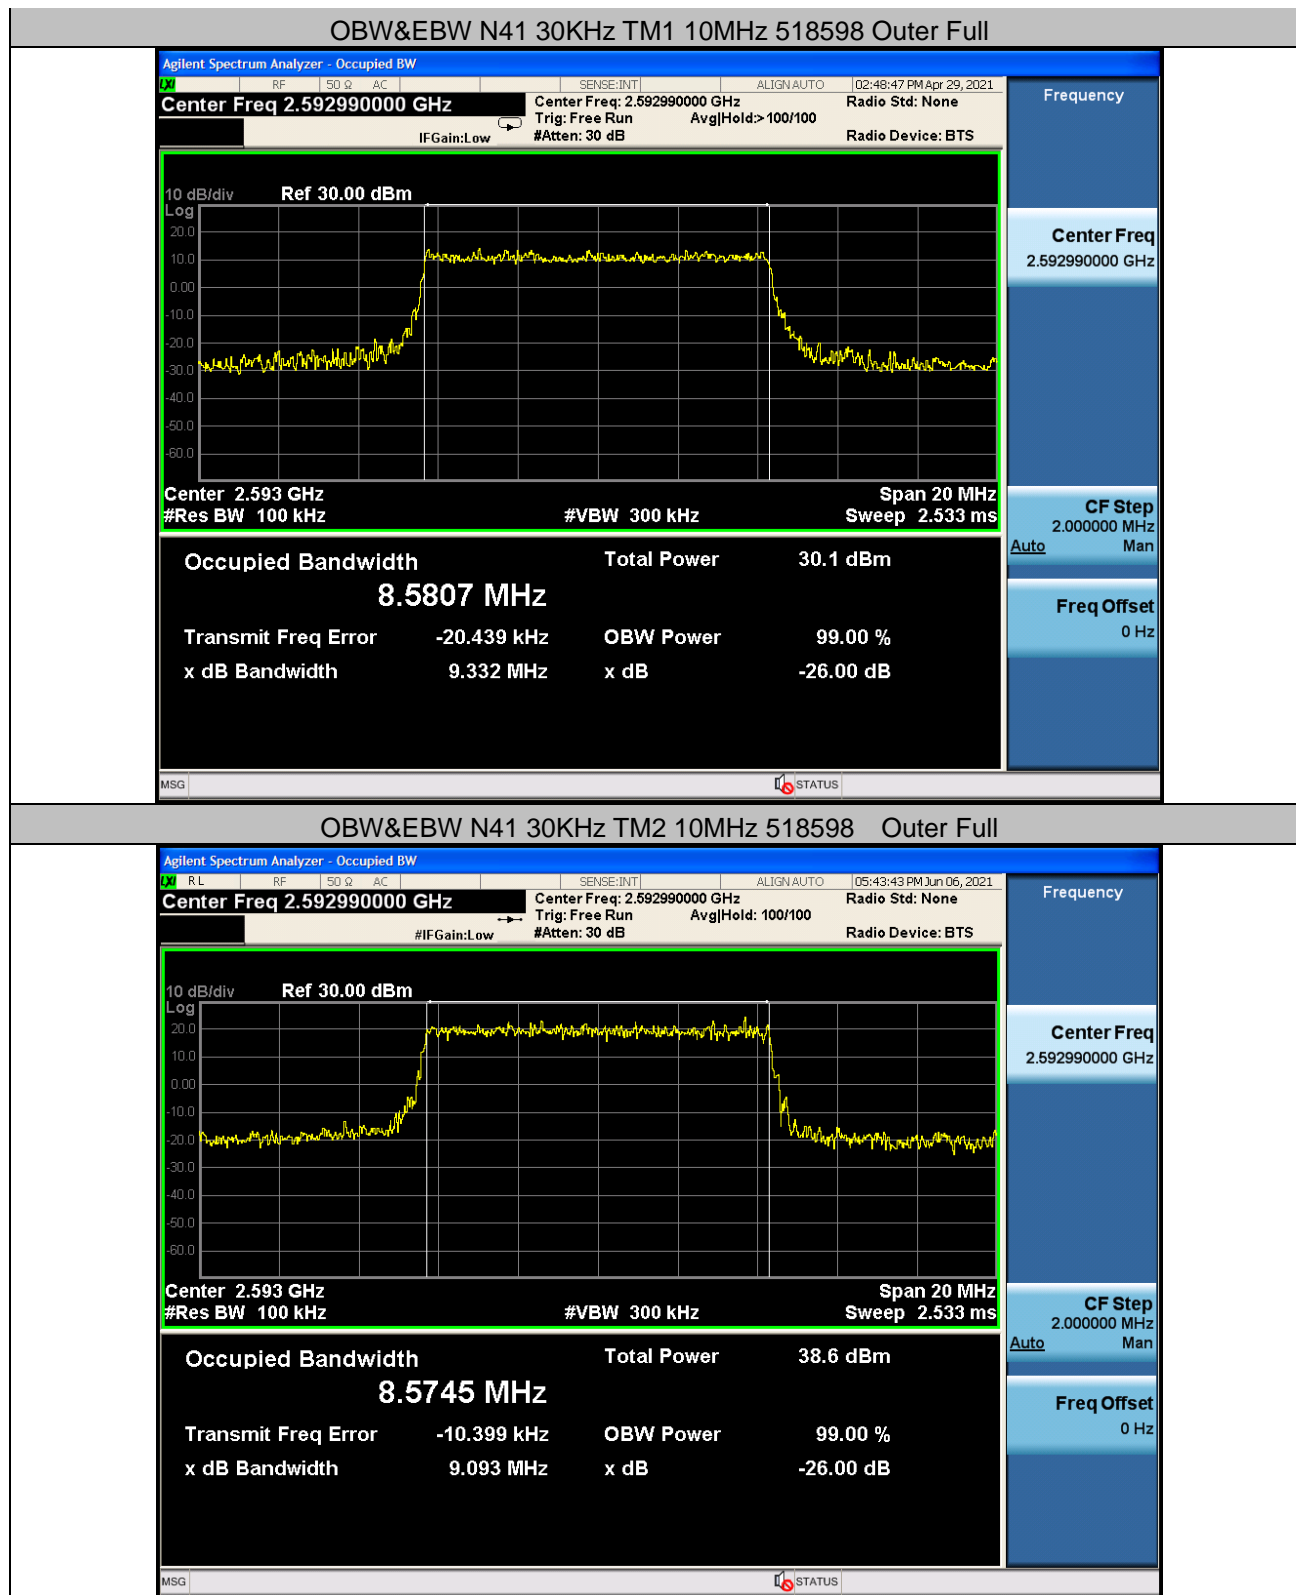 OBW&EBW N41 30KHz TM1 10MHz 518598 Outer Full
Agilent Spectrum Analyzer - Occupied BW
LXI RF 50 Ω AC SENSE:INT ALIGN AUTO 02:48:47 PM Apr 29, 2021
Center Freq 2.592990000 GHz
Center Freq: 2.592990000 GHz
Radio Std: None
Trig: Free Run Avg|Hold:>100/100
IFGain:Low #Atten: 30 dB Radio Device: BTS
Frequency
10 dB/div Ref 30.00 dBm
Log
20.0
10.0
0.00
-10.0
-20.0
-30.0
-40.0
-50.0
-60.0
Center 2.593 GHz Span 20 MHz
#Res BW 100 kHz #VBW 300 kHz Sweep 2.533 ms
Center Freq
2.592990000 GHz
CF Step
2.000000 MHz
Auto Man
Freq Offset
0 Hz
Occupied Bandwidth Total Power 30.1 dBm
8.5807 MHz
Transmit Freq Error -20.439 kHz OBW Power 99.00 %
x dB Bandwidth 9.332 MHz x dB -26.00 dB
MSG STATUS
OBW&EBW N41 30KHz TM2 10MHz 518598 Outer Full
Agilent Spectrum Analyzer - Occupied BW
LXI R L RF 50 Ω AC SENSE:INT ALIGN AUTO 05:43:43 PM Jun 06, 2021
Center Freq 2.592990000 GHz
Center Freq: 2.592990000 GHz
Radio Std: None
Trig: Free Run Avg|Hold: 100/100
#IFGain:Low #Atten: 30 dB Radio Device: BTS
Frequency
10 dB/div Ref 30.00 dBm
Log
20.0
10.0
0.00
-10.0
-20.0
-30.0
-40.0
-50.0
-60.0
Center 2.593 GHz Span 20 MHz
#Res BW 100 kHz #VBW 300 kHz Sweep 2.533 ms
Center Freq
2.592990000 GHz
CF Step
2.000000 MHz
Auto Man
Freq Offset
0 Hz
Occupied Bandwidth Total Power 38.6 dBm
8.5745 MHz
Transmit Freq Error -10.399 kHz OBW Power 99.00 %
x dB Bandwidth 9.093 MHz x dB -26.00 dB
MSG STATUS